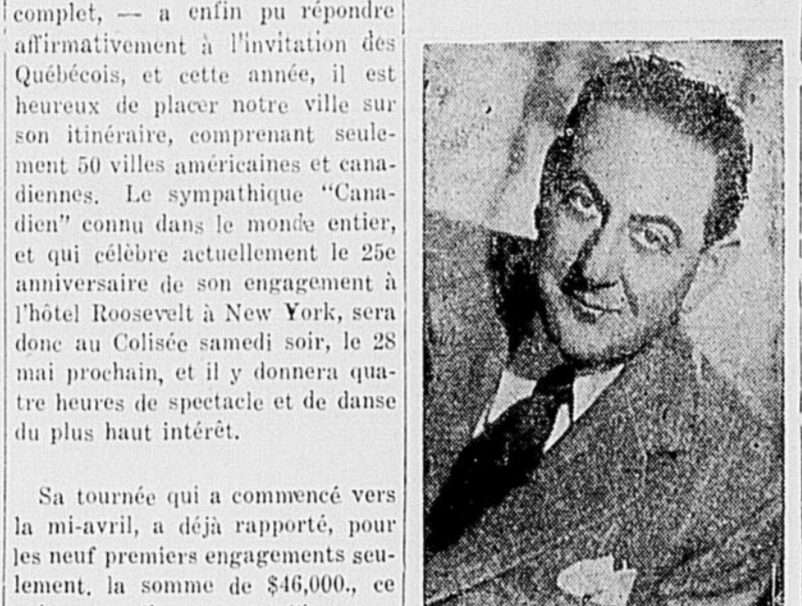 complet, — a enfin pu répondre
affirmativement à l'invitation des
Québécois, et cette année, il est
heureux de placer notre ville sur
son itinéraire, comprenant seule-
ment 50 villes américaines et cana-
diennes. Le sympathique "Cana-
dien" connu dans le monde entier,
et qui célèbre actuellement le 25e
anniversaire de son engagement à
l'hôtel Roosevelt à New York, sera
donc au Colisée samedi soir, le 28
mai prochain, et il y donnera qua-
tre heures de spectacle et de danse
du plus haut intérêt.
Sa tournée qui a commencé vers
la mi-avril, a déjà rapporté, pour
les neuf premiers engagements seu-
lement, la somme de $46,000., ce